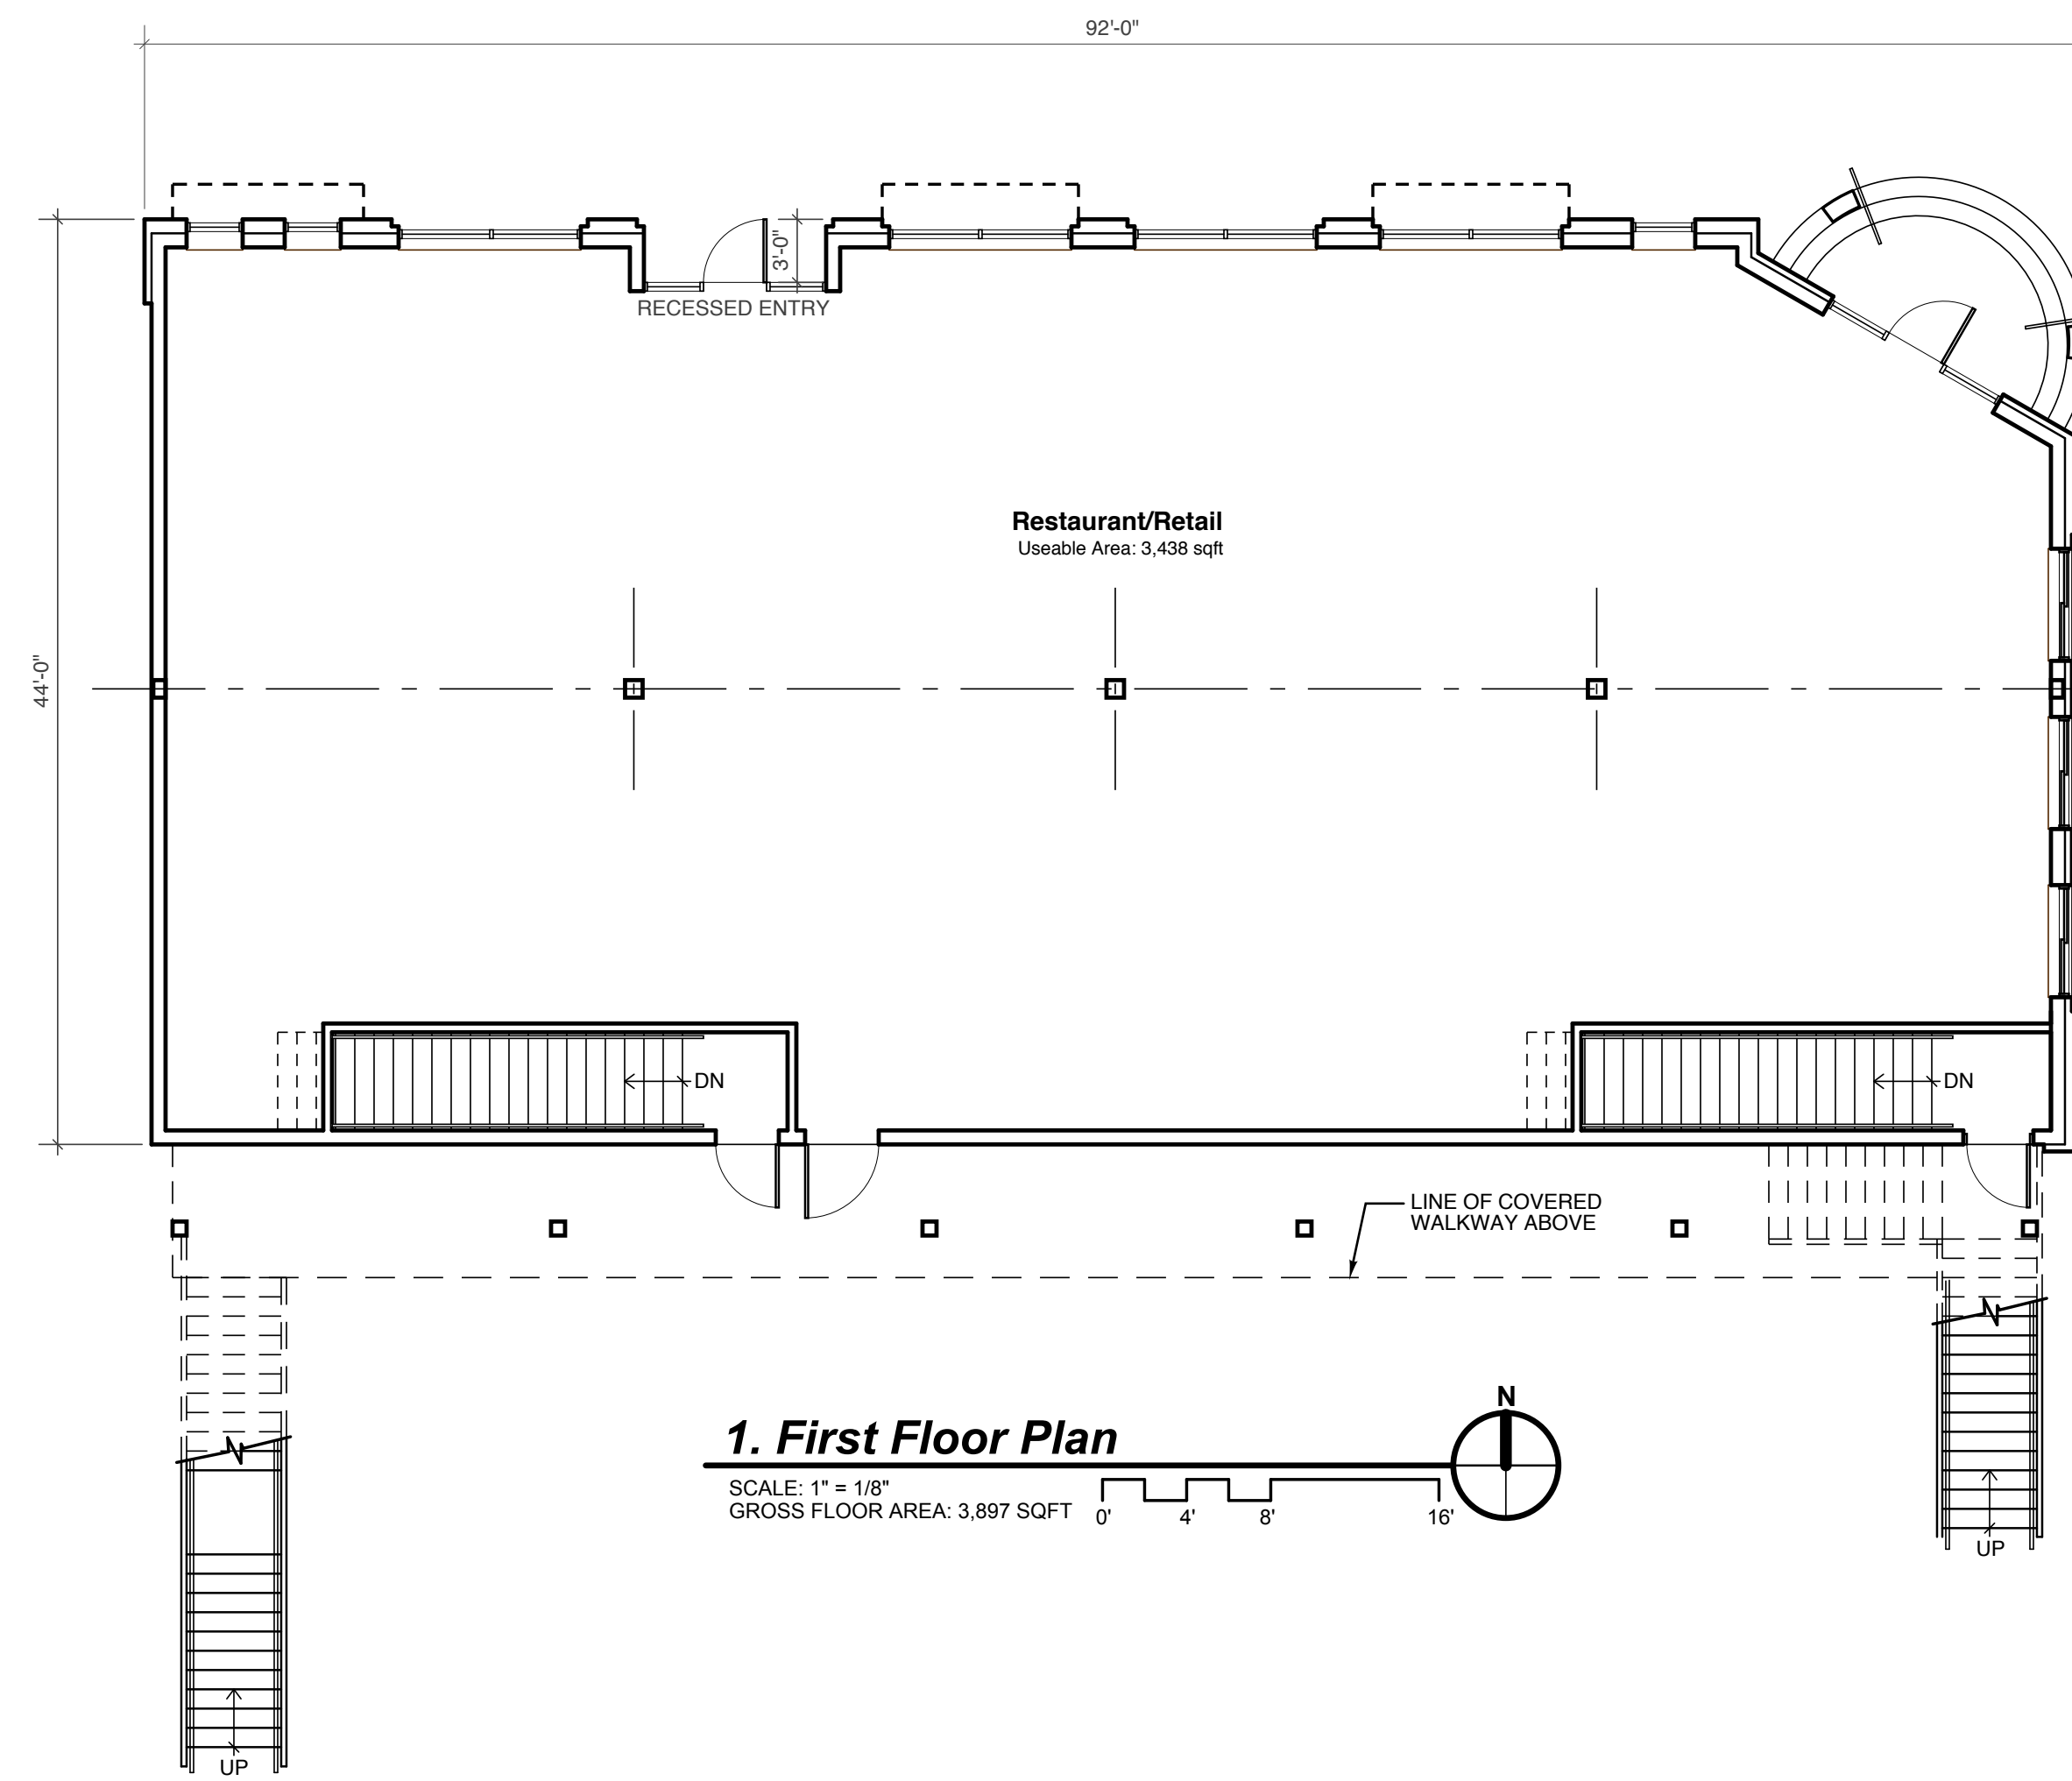 92'-0"
3'-0"
RECESSED ENTRY
Restaurant/Retail
Useable Area: 3,438 sqft
44'-0"
DN
DN
LINE OF COVERED
WALKWAY ABOVE
N
1. First Floor Plan
SCALE: 1" = 1/8"
GROSS FLOOR AREA: 3,897 SQFT
0' 4' 8' 16'
UP
UP